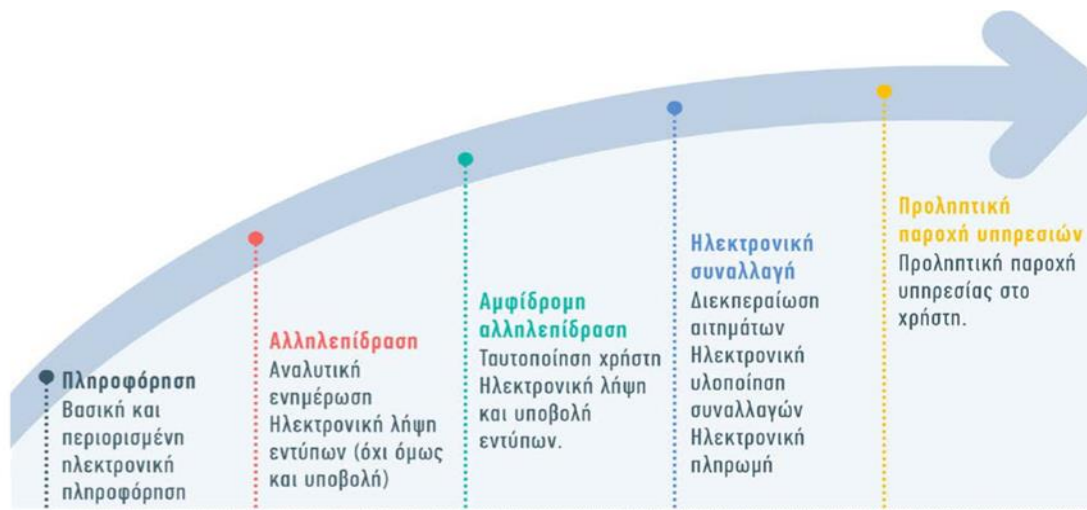 Πληροφόρηση
Βασική και
περιορισμένη
ηλεκτρονική
πληροφόρηση
Αλληλεπίδραση
Αναλυτική
ενημέρωση
Ηλεκτρονική λήψη
εντύπων (όχι όμως
και υποβολή)
Αμφίδρομη
αλληλεπίδραση
Ταυτοποίηση χρήστη
Ηλεκτρονική λήψη
και υποβολή
εντύπων.
Ηλεκτρονική
συναλλαγή
Διεκπεραίωση
αιτημάτων
Ηλεκτρονική
υλοποίηση
συναλλαγών
Ηλεκτρονική
πληρωμή
Προληπτική
παροχή υπηρεσιών
Προληπτική παροχή
υπηρεσίας στο
χρήστη.